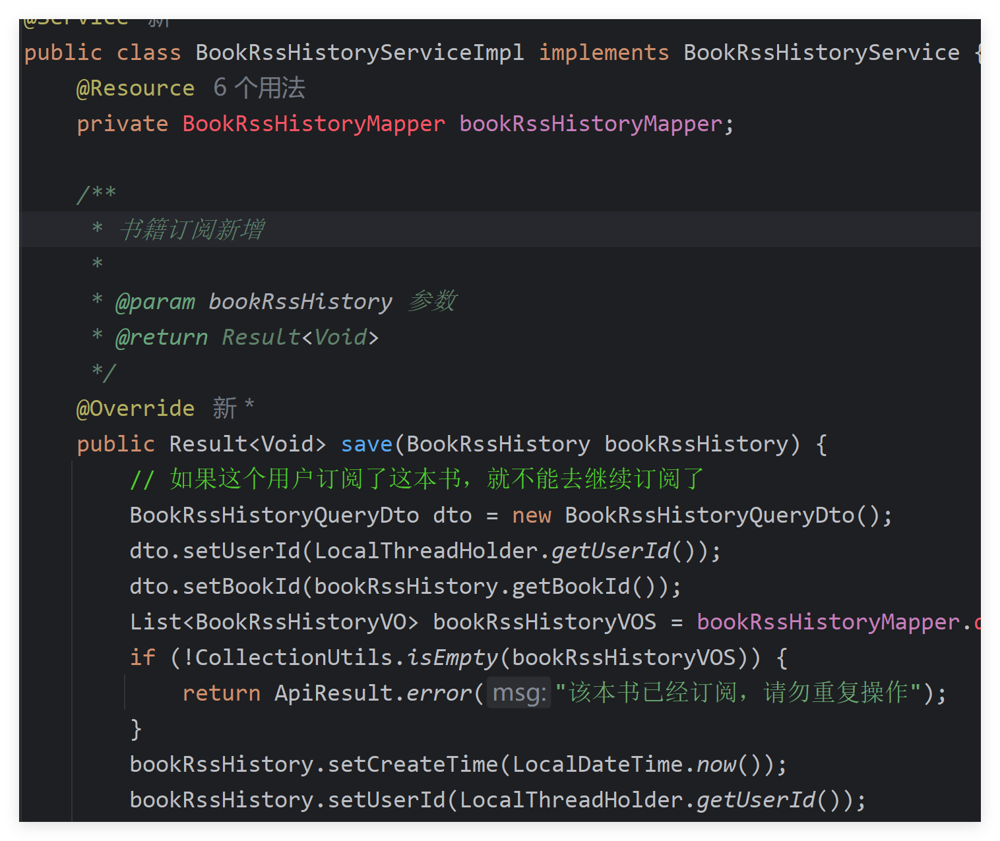 @Service 新
public class BookRssHistoryServiceImpl implements BookRssHistoryService {
@Resource 6 个用法
private BookRssHistoryMapper bookRssHistoryMapper;
/**
* 书籍订阅新增
*
* @param bookRssHistory 参数
* @return Result<Void>
*/
@Override 新 *
public Result<Void> save(BookRssHistory bookRssHistory) {
// 如果这个用户订阅了这本书，就不能去继续订阅了
BookRssHistoryQueryDto dto = new BookRssHistoryQueryDto();
dto.setUserId(LocalThreadHolder.getUserId());
dto.setBookId(bookRssHistory.getBookId());
List<BookRssHistoryVO> bookRssHistoryVOS = bookRssHistoryMapper.
if (!CollectionUtils.isEmpty(bookRssHistoryVOS)) {
return ApiResult.error( msg: "该本书已经订阅，请勿重复操作");
}
bookRssHistory.setCreateTime(LocalDateTime.now());
bookRssHistory.setUserId(LocalThreadHolder.getUserId());